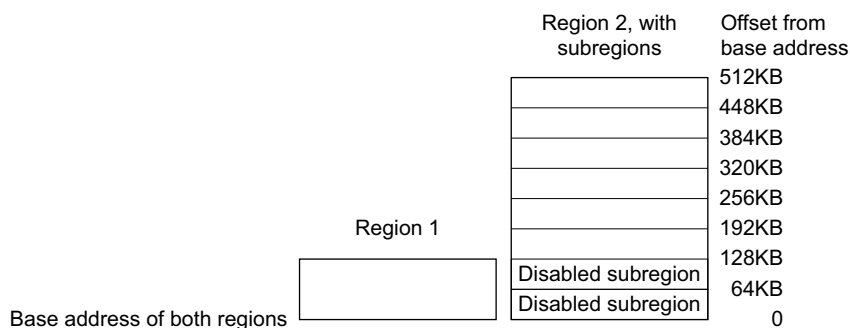 Region 2, with
subregions
Offset from
base address
512KB
448KB
384KB
320KB
256KB
192KB
Region 1
128KB
Disabled subregion
64KB
Disabled subregion
Base address of both regions
0